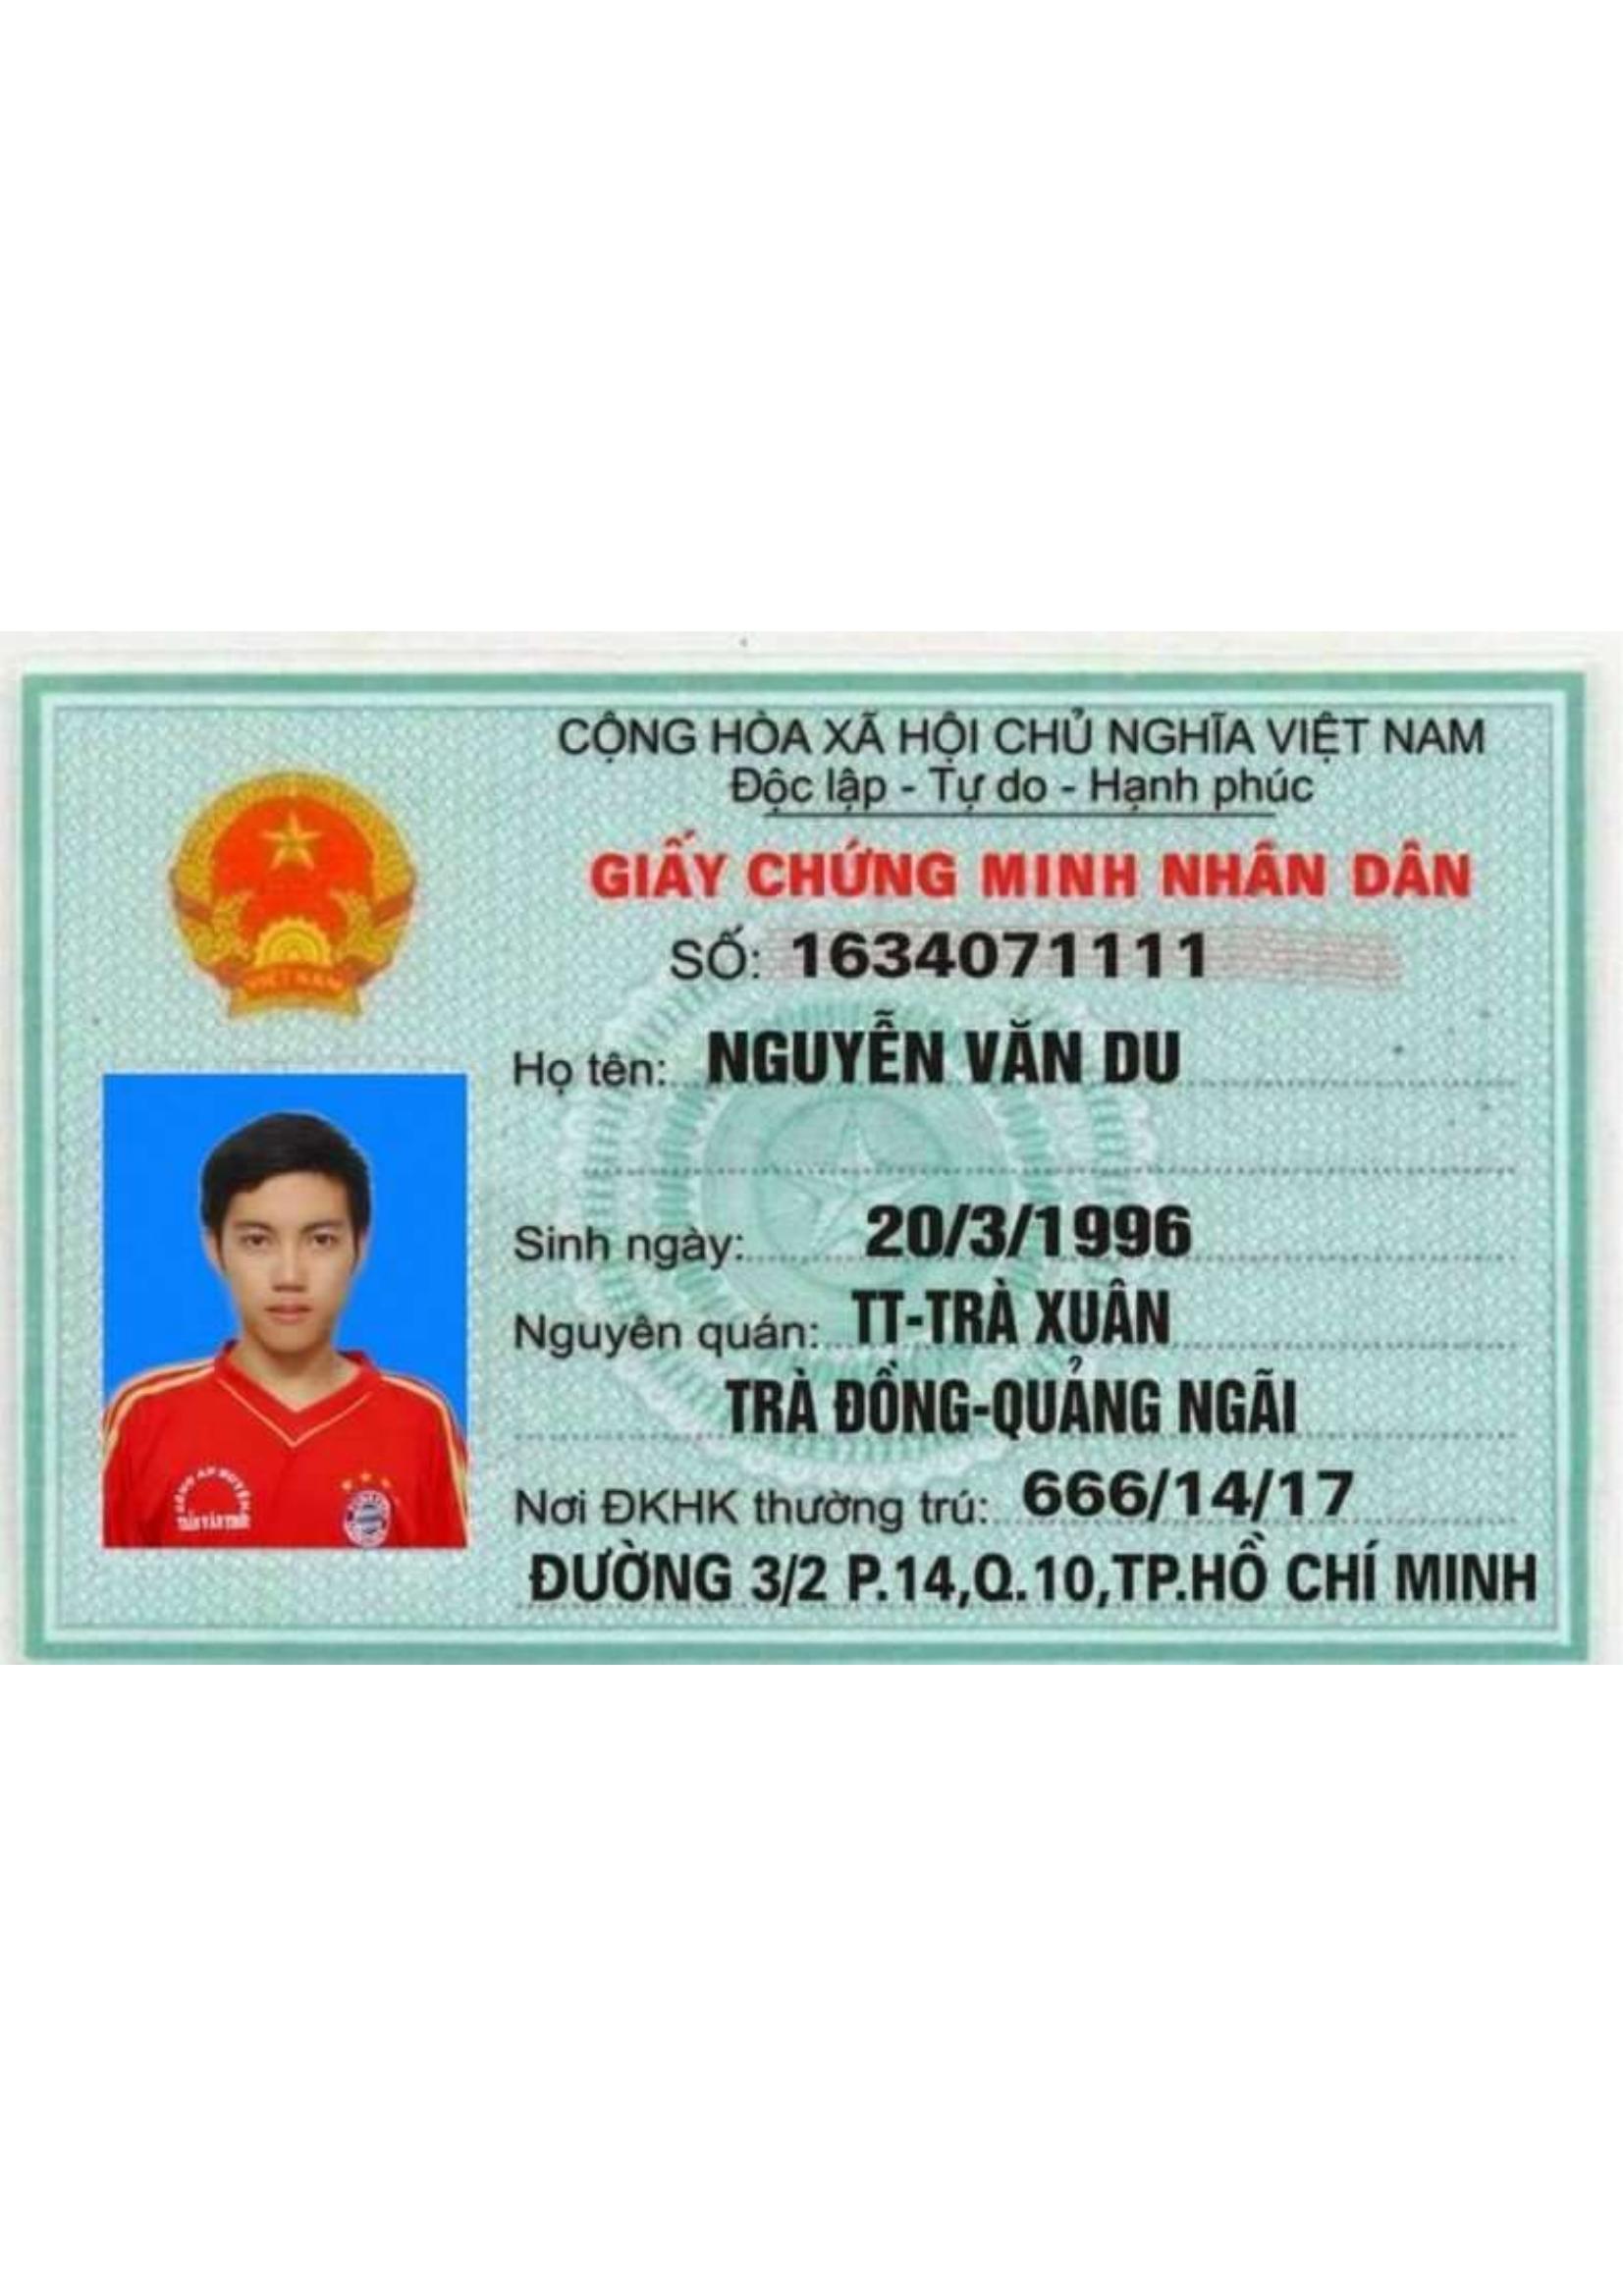 CỘNG HÒA XÃ HỘI CHỦ NGHĨA VIỆT NAM
Độc lập - Tự do - Hạnh phúc
GIẤY CHỨNG MINH NHÂN DÂN
VIỆT NAM
SỐ: 1634071111
Họ tên: NGUYỄN VĂN DU
Sinh ngày: 20/3/1996
Nguyên quán: TT-TRÀ XUÂN
TRÀ ĐỒNG-QUẢNG NGÃI
Nơi ĐKHK thường trú: 666/14/17
ĐƯỜNG 3/2 P.14,Q.10,TP.HỒ CHÍ MINH